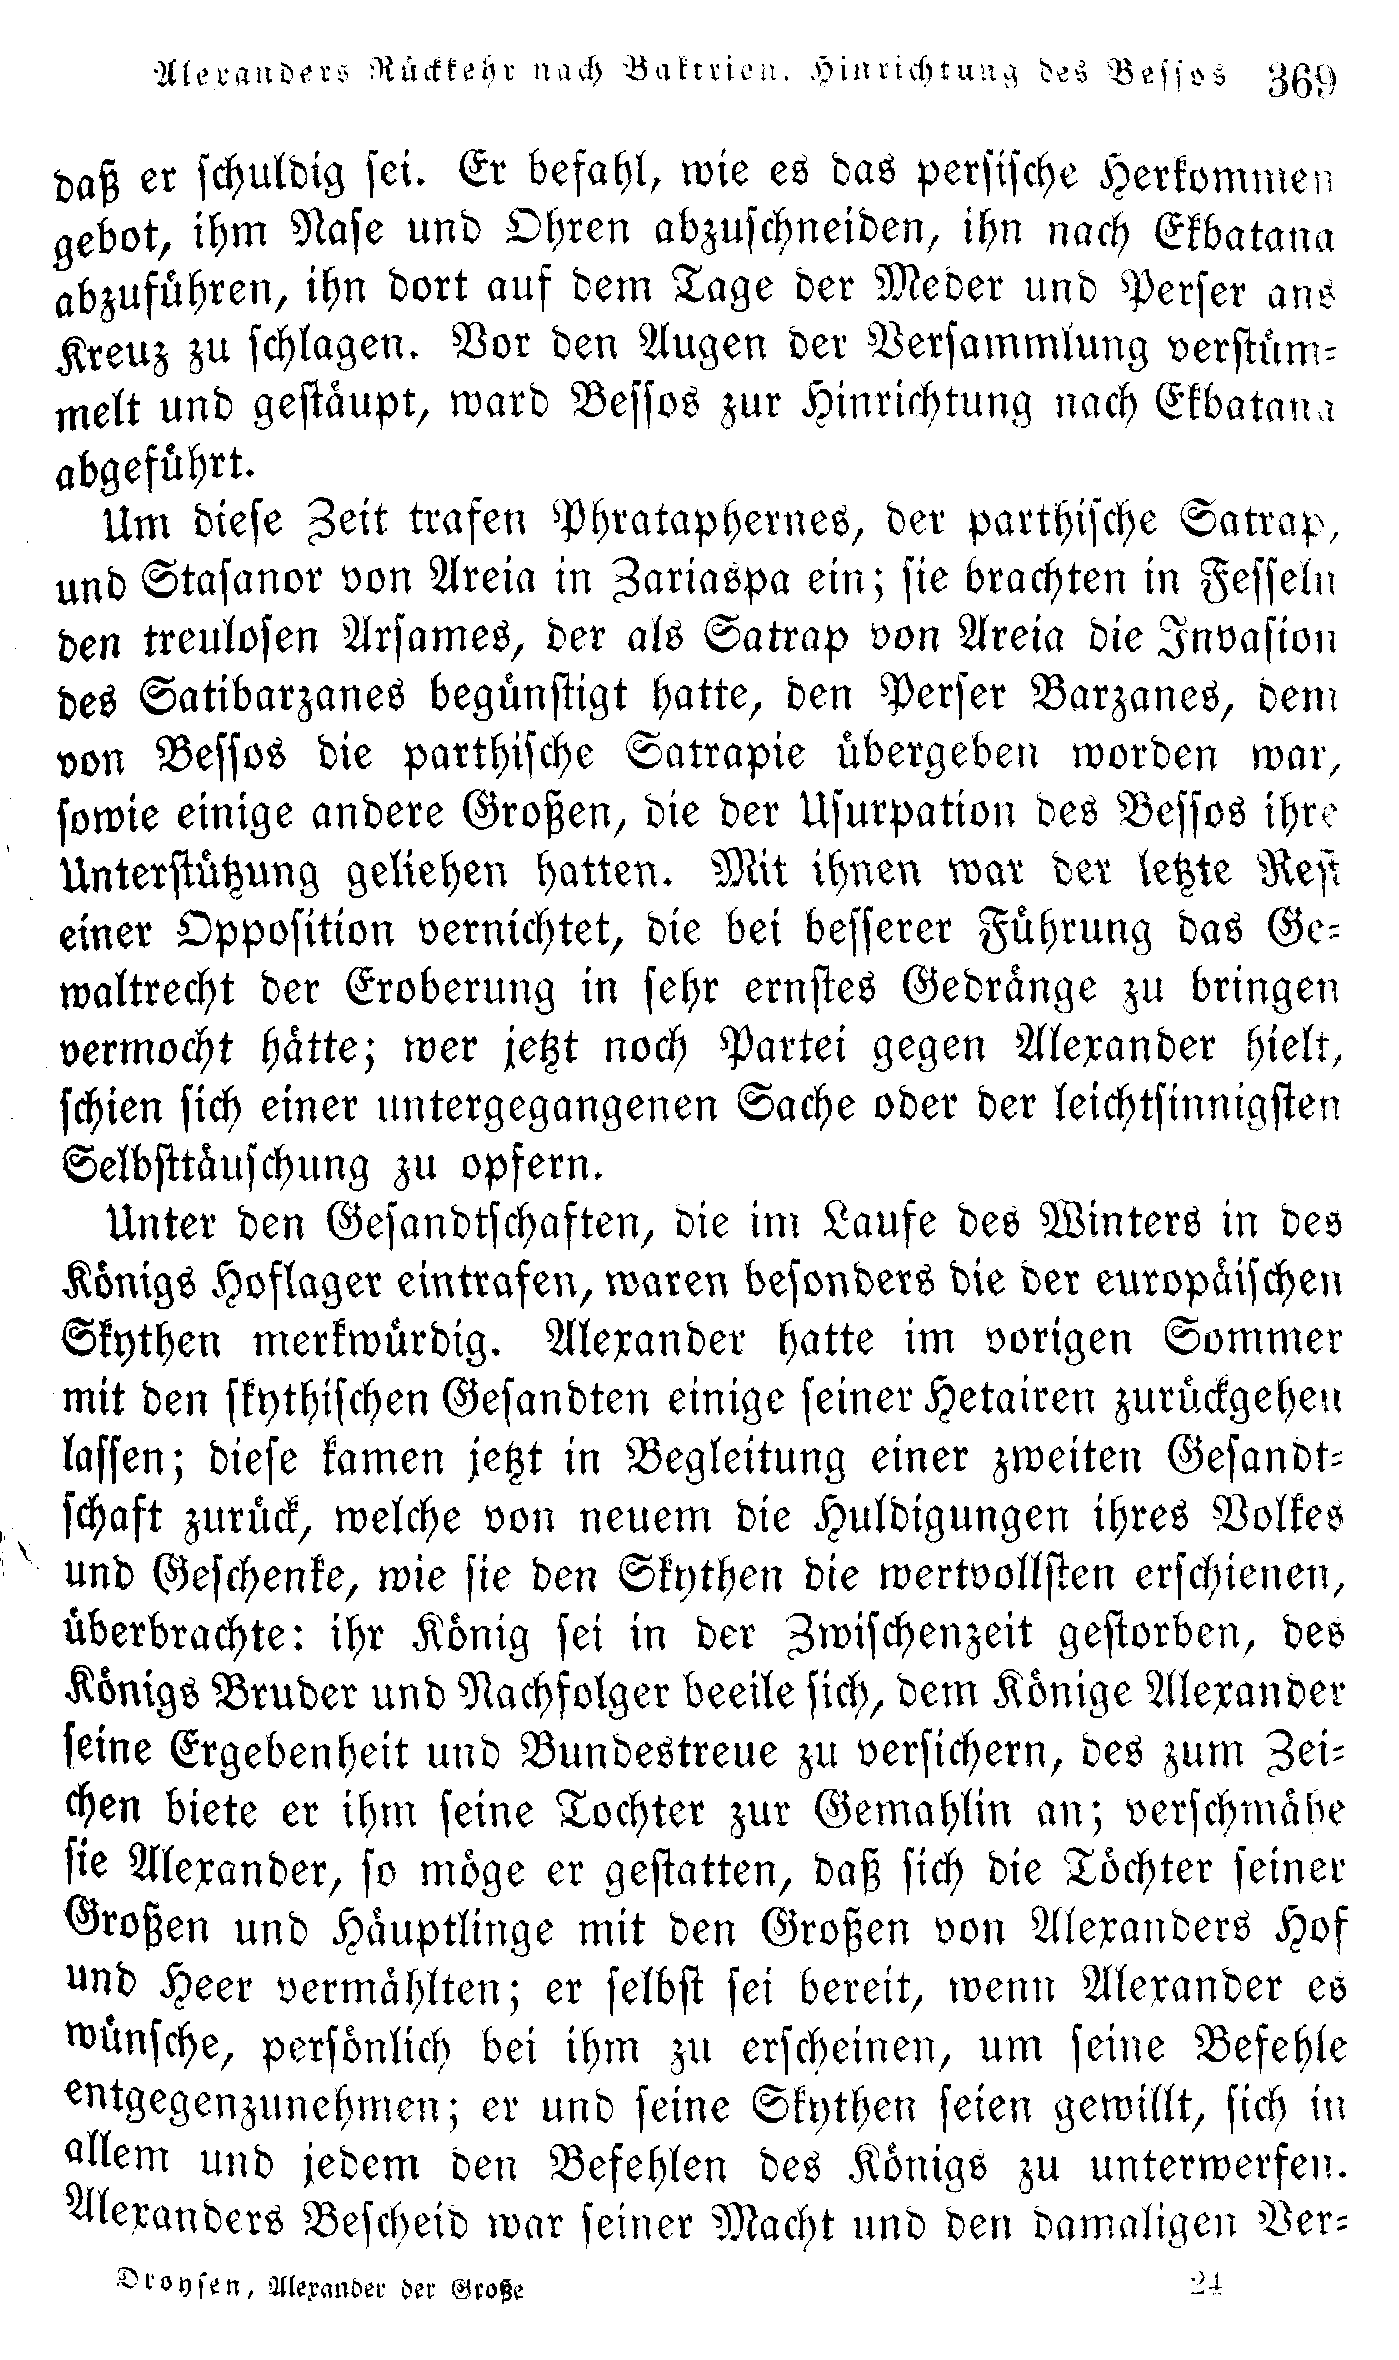 Alexanders Rückkehr nach Baktrien. Hinrichtung des Bessos 369
daß er schuldig sei. Er befahl, wie es das persische Herkommen
gebot, ihm Nase und Ohren abzuschneiden, ihn nach Ekbatana
abzuführen, ihn dort auf dem Tage der Meder und Perser ans
Kreuz zu schlagen. Vor den Augen der Versammlung verstüm-
melt und gestäupt, ward Bessos zur Hinrichtung nach Ekbatana
abgeführt.
Um diese Zeit trafen Phrataphernes, der parthische Satrap,
und Stasanor von Areia in Zariaspa ein; sie brachten in Fesseln
den treulosen Arsames, der als Satrap von Areia die Invasion
des Satibarzanes begünstigt hatte, den Perser Barzanes, dem
von Bessos die parthische Satrapie übergeben worden war,
sowie einige andere Großen, die der Usurpation des Bessos ihre
Unterstützung geliehen hatten. Mit ihnen war der letzte Rest
einer Opposition vernichtet, die bei besserer Führung das Ge-
waltrecht der Eroberung in sehr ernstes Gedränge zu bringen
vermocht hätte; wer jetzt noch Partei gegen Alexander hielt,
schien sich einer untergegangenen Sache oder der leichtsinnigsten
Selbsttäuschung zu opfern.
Unter den Gesandtschaften, die im Laufe des Winters in des
Königs Hoflager eintrafen, waren besonders die der europäischen
Skythen merkwürdig. Alexander hatte im vorigen Sommer
mit den skythischen Gesandten einige seiner Hetairen zurückgehen
lassen; diese kamen jetzt in Begleitung einer zweiten Gesandt-
schaft zurück, welche von neuem die Huldigungen ihres Volkes
und Geschenke, wie sie den Skythen die wertvollsten erschienen,
überbrachte: ihr König sei in der Zwischenzeit gestorben, des
Königs Bruder und Nachfolger beeile sich, dem Könige Alexander
seine Ergebenheit und Bundestreue zu versichern, des zum Zei-
chen biete er ihm seine Tochter zur Gemahlin an; verschmähe
sie Alexander, so möge er gestatten, daß sich die Töchter seiner
Großen und Häuptlinge mit den Großen von Alexanders Hof
und Heer vermählten; er selbst sei bereit, wenn Alexander es
wünsche, persönlich bei ihm zu erscheinen, um seine Befehle
entgegenzunehmen; er und seine Skythen seien gewillt, sich in
allem und jedem den Befehlen des Königs zu unterwerfen.
Alexanders Bescheid war seiner Macht und den damaligen Ver-
Droysen, Alexander der Große 24